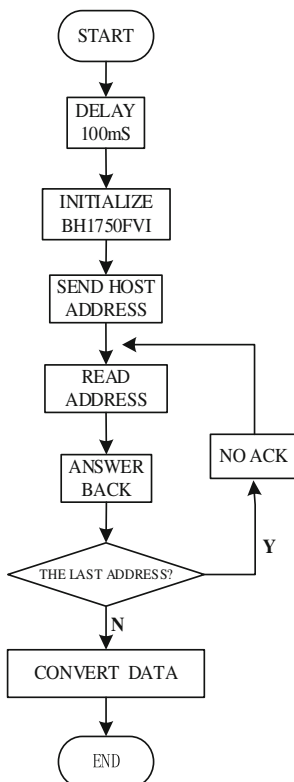 START
DELAY
100mS
INITIALIZE
BH1750FVI
SEND HOST
ADDRESS
READ
ADDRESS
ANSWER
BACK
NO ACK
THE LAST ADDRESS?
Y
N
CONVERT DATA
END